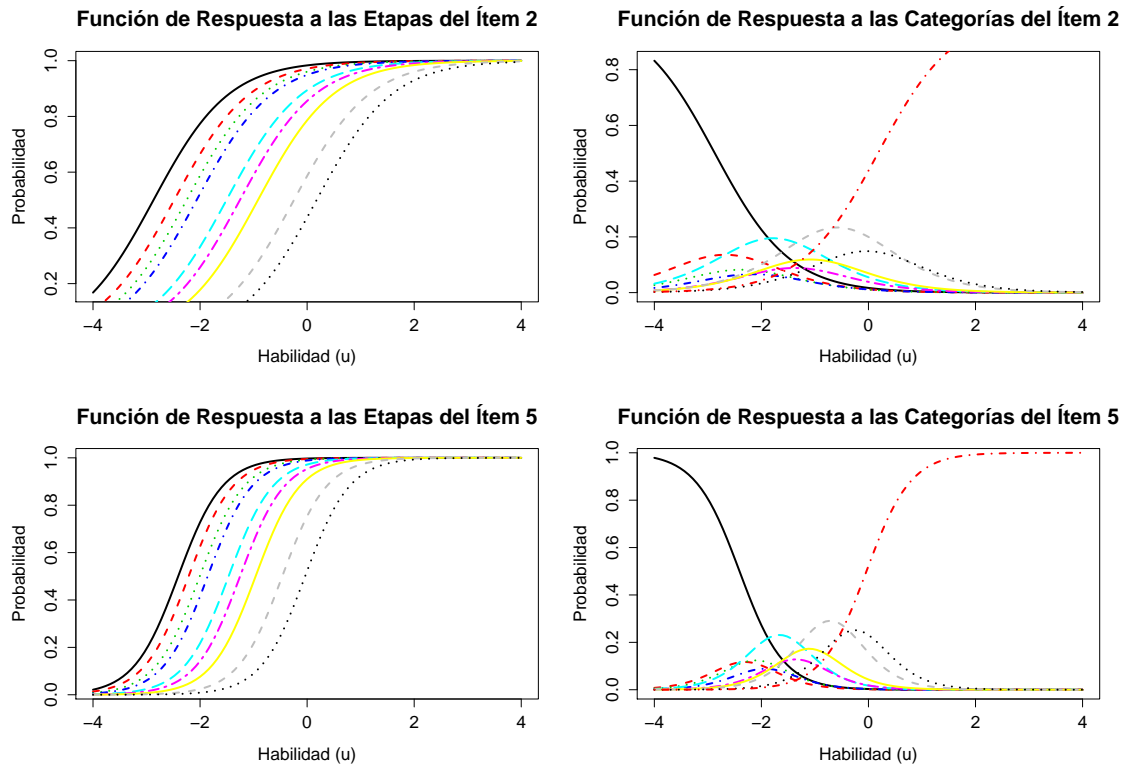 Función de Respuesta a las Etapas del Ítem 2
Probabilidad
0.2 0.4 0.6 0.8 1.0
−4 −2 0 2 4
Habilidad (u)
Función de Respuesta a las Categorías del Ítem 2
Probabilidad
0.0 0.2 0.4 0.6 0.8
−4 −2 0 2 4
Habilidad (u)
Función de Respuesta a las Etapas del Ítem 5
Probabilidad
0.0 0.2 0.4 0.6 0.8 1.0
−4 −2 0 2 4
Habilidad (u)
Función de Respuesta a las Categorías del Ítem 5
Probabilidad
0.0 0.2 0.4 0.6 0.8 1.0
−4 −2 0 2 4
Habilidad (u)